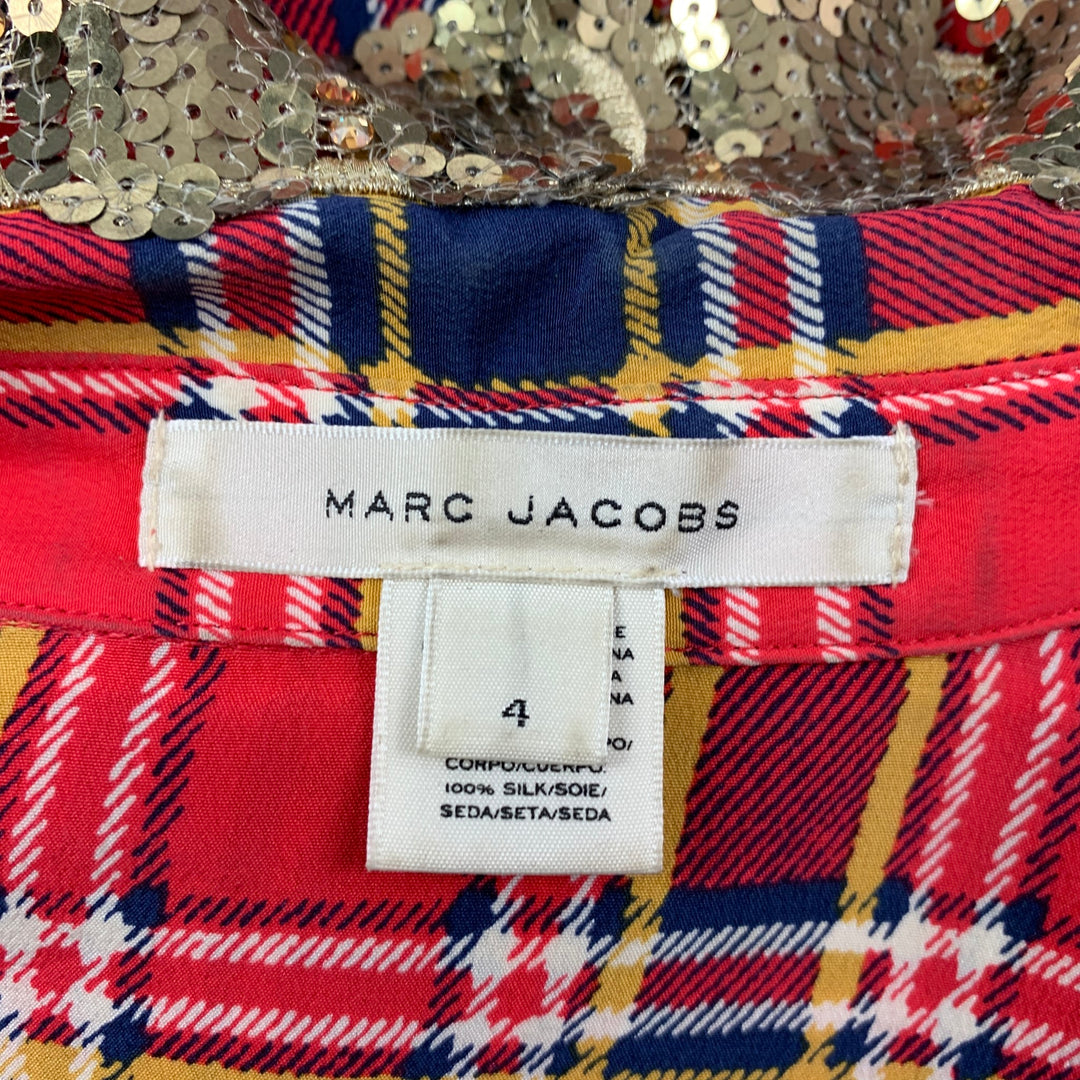 MARC JACOBS
4
CORPO/CUERPO:
100% SILK/SOIE/
SEDA/SETA/SEDA